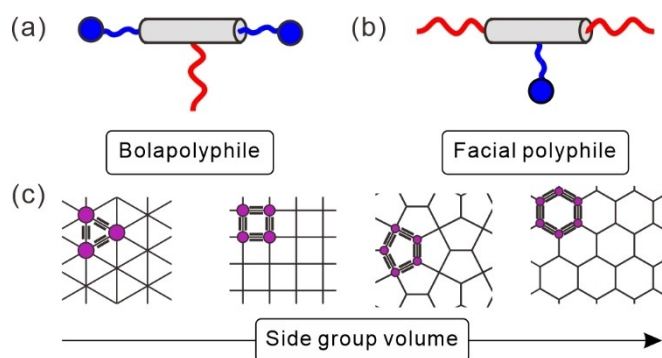 (a)
(b)
Bolapolyphile
Facial polyphile
(c)
Side group volume